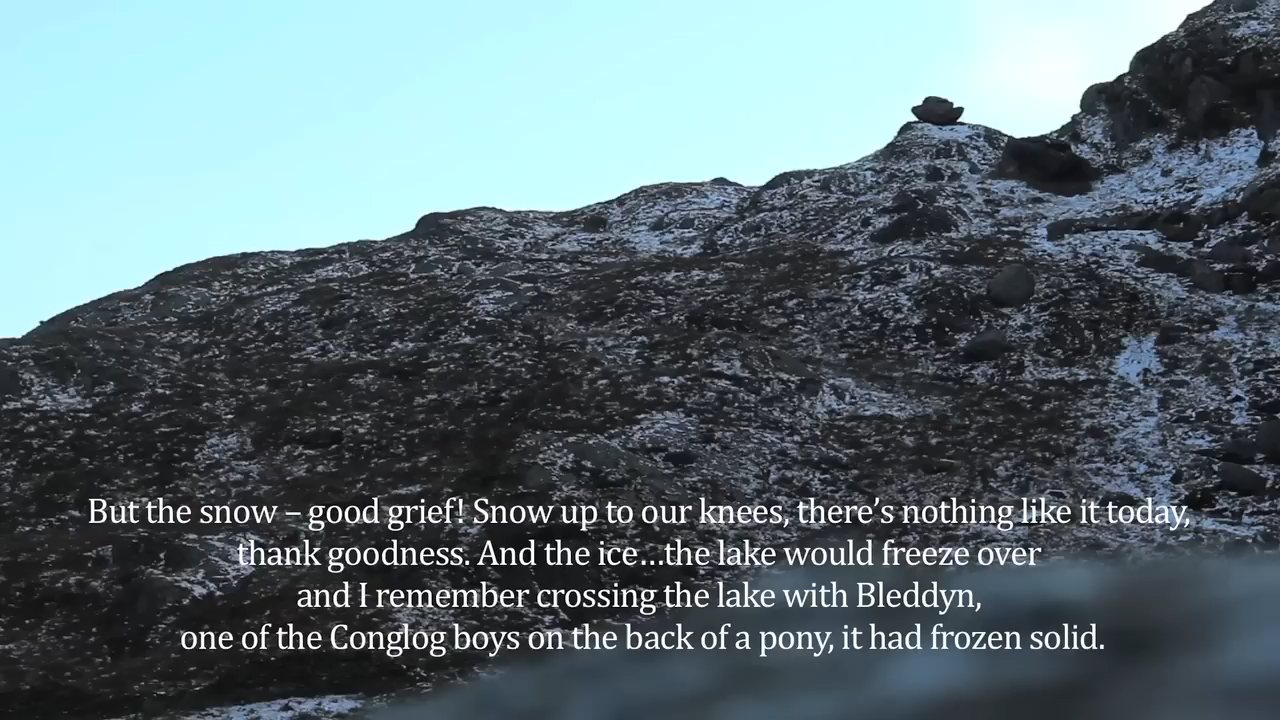 But the snow – good grief! Snow up to our knees, there’s nothing like it today,
thank goodness. And the ice…the lake would freeze over
and I remember crossing the lake with Bleddyn,
one of the Conglog boys on the back of a pony, it had frozen solid.